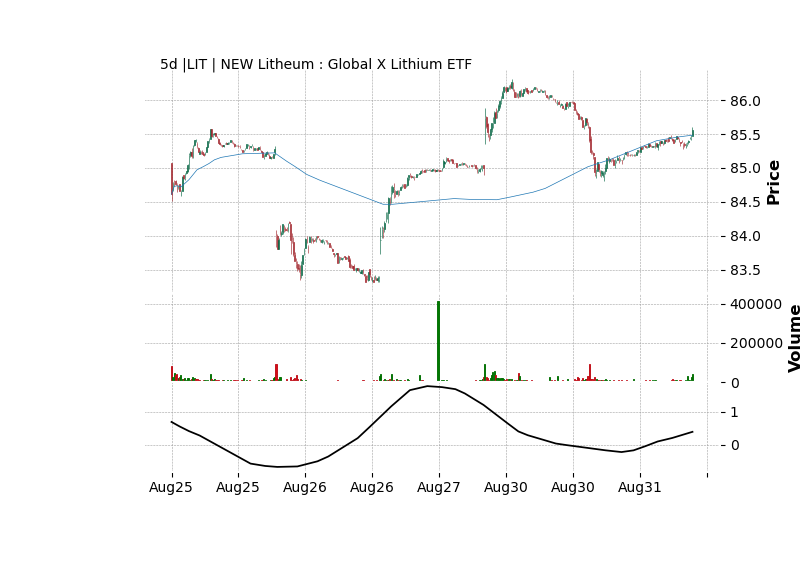 5d |LIT | NEW Litheum : Global X Lithium ETF
86.0
85.5
85.0
84.5
84.0
83.5
Price
400000
200000
0
Volume
1
0
Aug25 Aug25 Aug26 Aug26 Aug27 Aug30 Aug30 Aug31